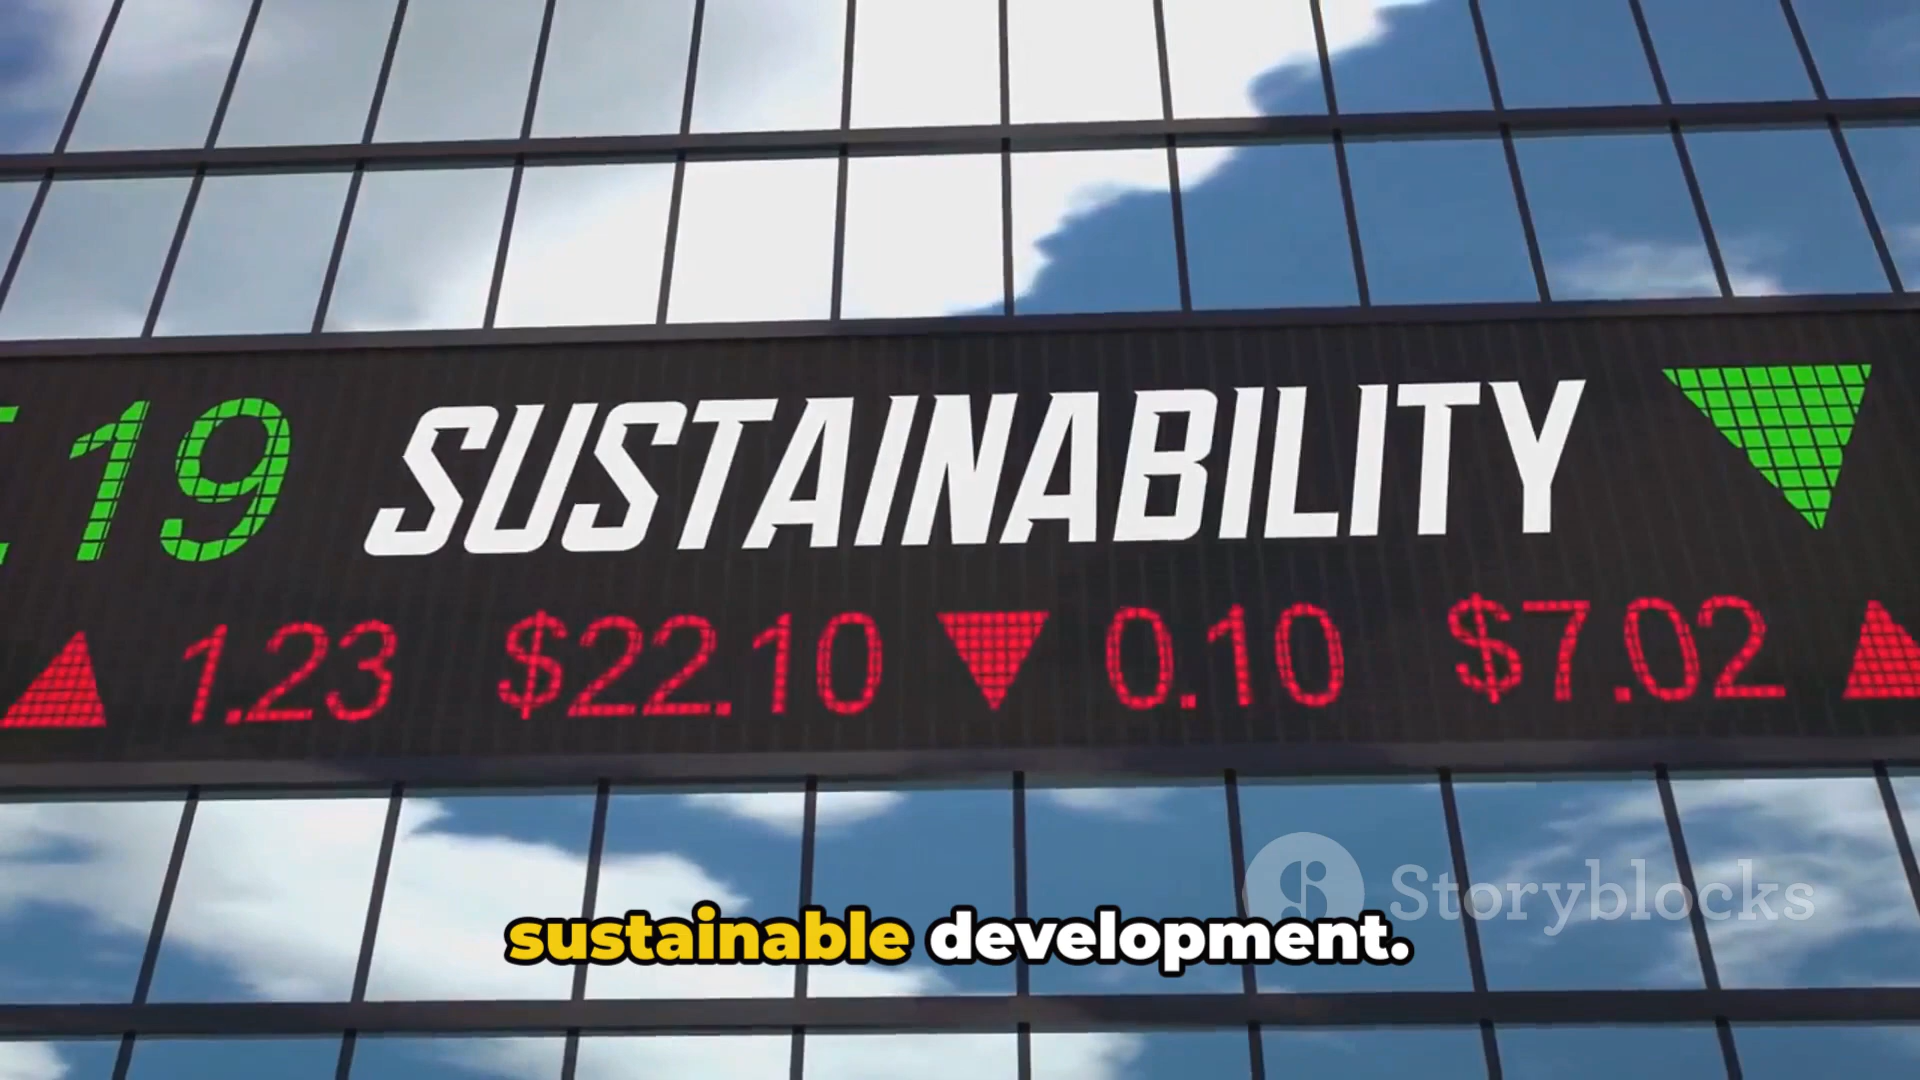 19 SUSTAINABILITY
1.23 $22.10 0.10 $7.02
Storyblocks
sustainable development.